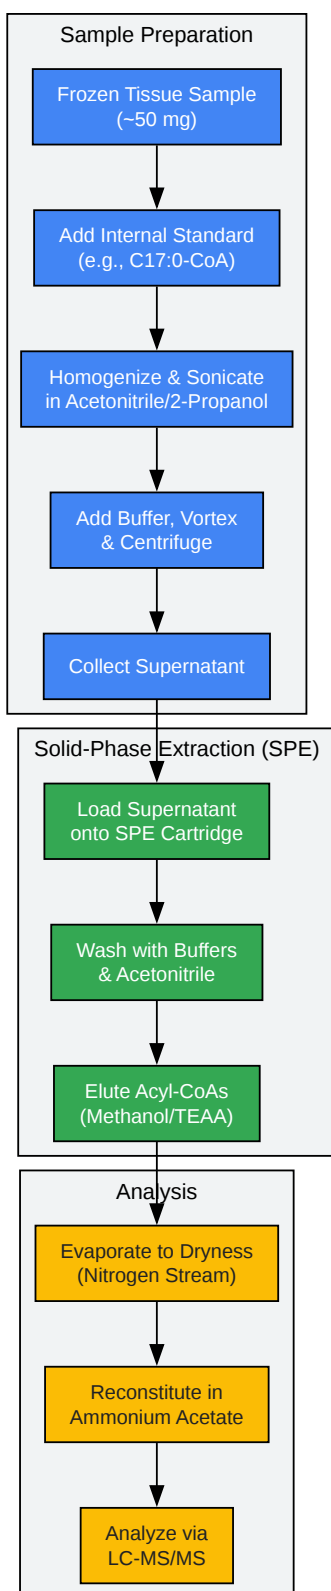 Sample Preparation
Frozen Tissue Sample
(~50 mg)
Add Internal Standard
(e.g., C17:0-CoA)
Homogenize & Sonicate
in Acetonitrile/2-Propanol
Add Buffer, Vortex
& Centrifuge
Collect Supernatant
Solid-Phase Extraction (SPE)
Load Supernatant
onto SPE Cartridge
Wash with Buffers
& Acetonitrile
Elute Acyl-CoAs
(Methanol/TEAA)
Analysis
Evaporate to Dryness
(Nitrogen Stream)
Reconstitute in
Ammonium Acetate
Analyze via
LC-MS/MS